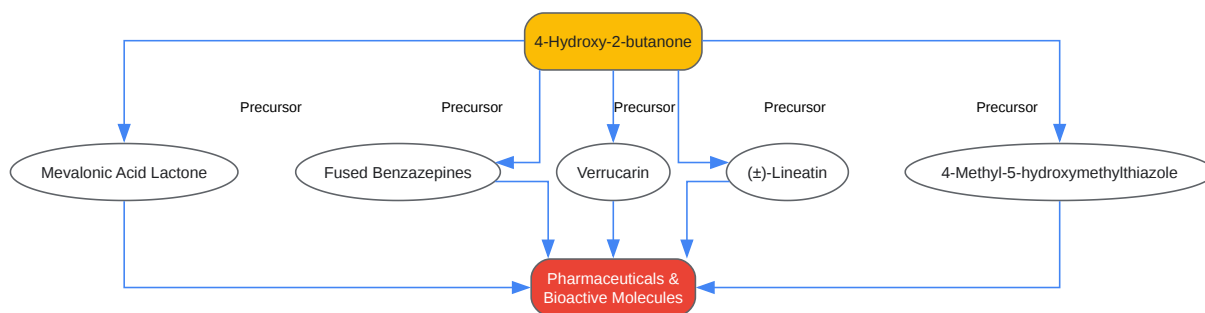 4-Hydroxy-2-butanone
Precursor
Precursor
Precursor
Precursor
Precursor
Mevalonic Acid Lactone
Fused Benzazepines
Verrucarin
(±)-Lineatin
4-Methyl-5-hydroxymethylthiazole
Pharmaceuticals &
Bioactive Molecules